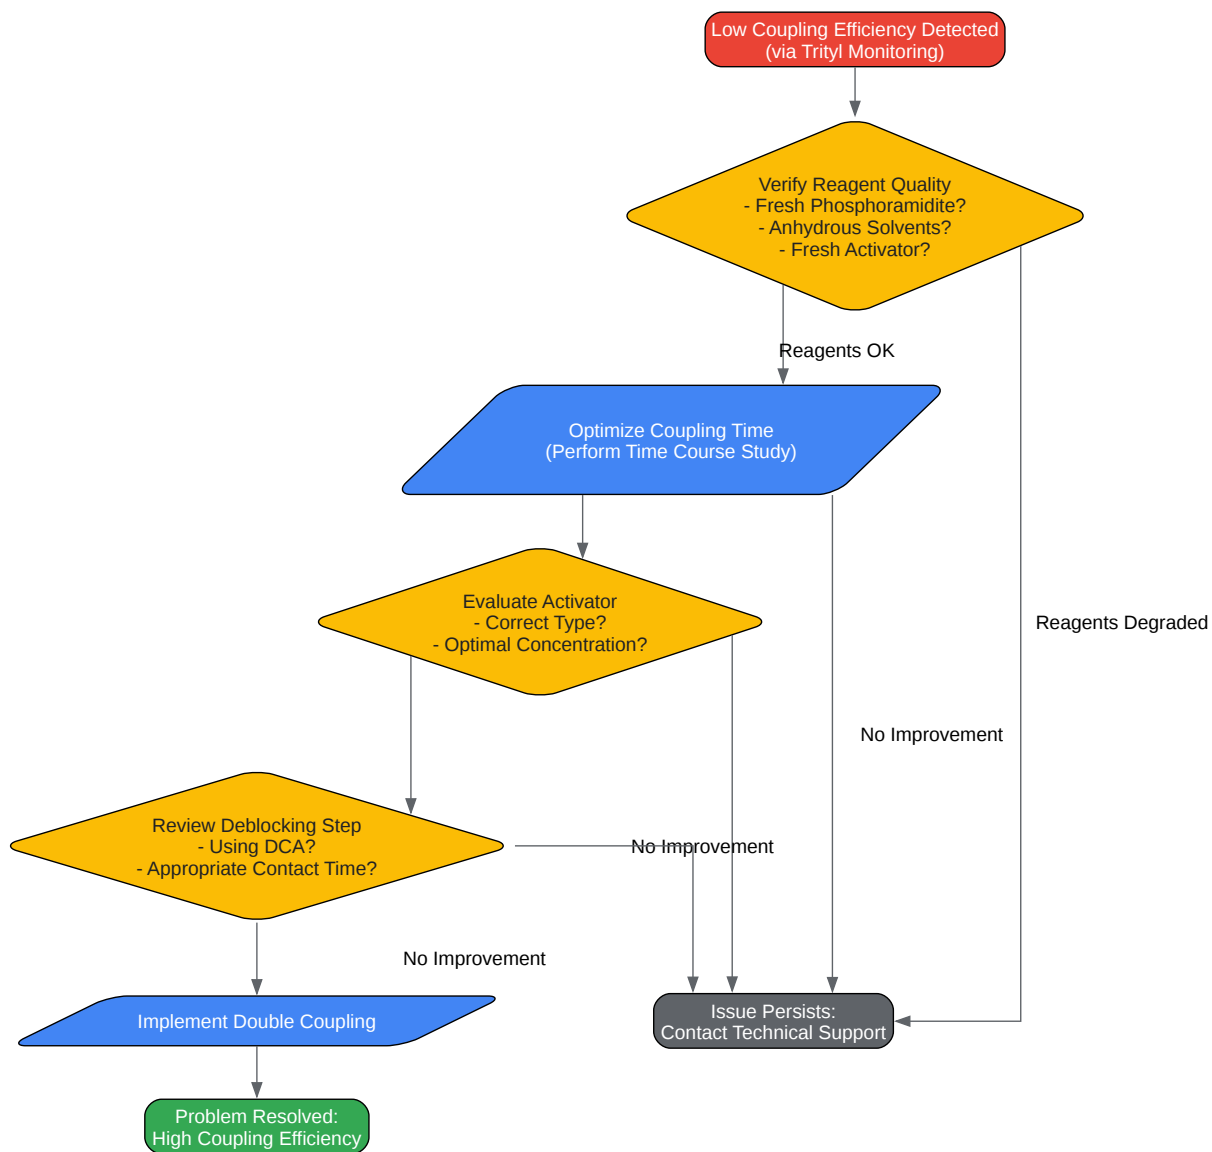 Low Coupling Efficiency Detected
(via Trityl Monitoring)
Verify Reagent Quality
- Fresh Phosphoramidite?
- Anhydrous Solvents?
- Fresh Activator?
Reagents OK
Optimize Coupling Time
(Perform Time Course Study)
Evaluate Activator
- Correct Type?
- Optimal Concentration?
Reagents Degraded
No Improvement
Review Deblocking Step
- Using DCA?
- Appropriate Contact Time?
No Improvement
No Improvement
Implement Double Coupling
Issue Persists:
Contact Technical Support
Problem Resolved:
High Coupling Efficiency